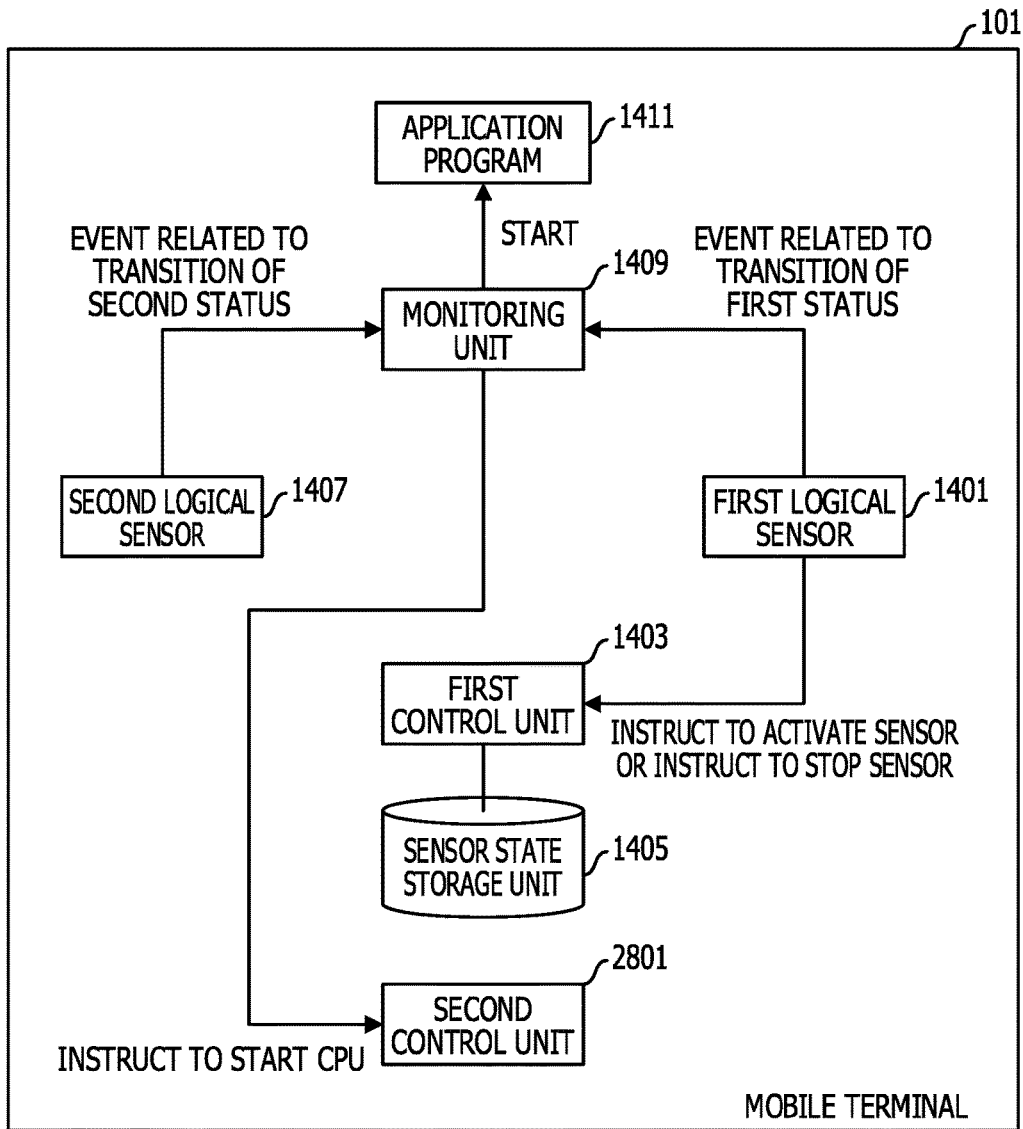 101
APPLICATION
PROGRAM
1411
START
EVENT RELATED TO
TRANSITION OF
SECOND STATUS
EVENT RELATED TO
TRANSITION OF
FIRST STATUS
1409
MONITORING
UNIT
SECOND LOGICAL
SENSOR
1407
FIRST LOGICAL
SENSOR
1401
1403
FIRST
CONTROL UNIT
INSTRUCT TO ACTIVATE SENSOR
OR INSTRUCT TO STOP SENSOR
SENSOR STATE
STORAGE UNIT
1405
2801
SECOND
CONTROL UNIT
INSTRUCT TO START CPU
MOBILE TERMINAL